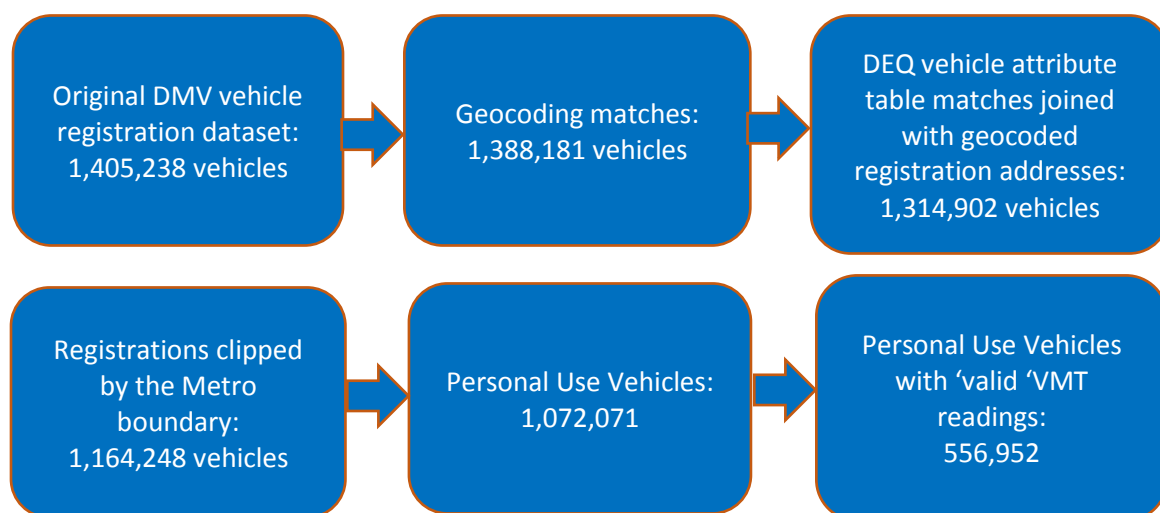 Original DMV vehicle
registration dataset:
1,405,238 vehicles
Geocoding matches:
1,388,181 vehicles
DEQ vehicle attribute
table matches joined
with geocoded
registration addresses:
1,314,902 vehicles
Registrations clipped
by the Metro
boundary:
1,164,248 vehicles
Personal Use Vehicles:
1,072,071
Personal Use Vehicles
with ‘valid ‘VMT
readings:
556,952